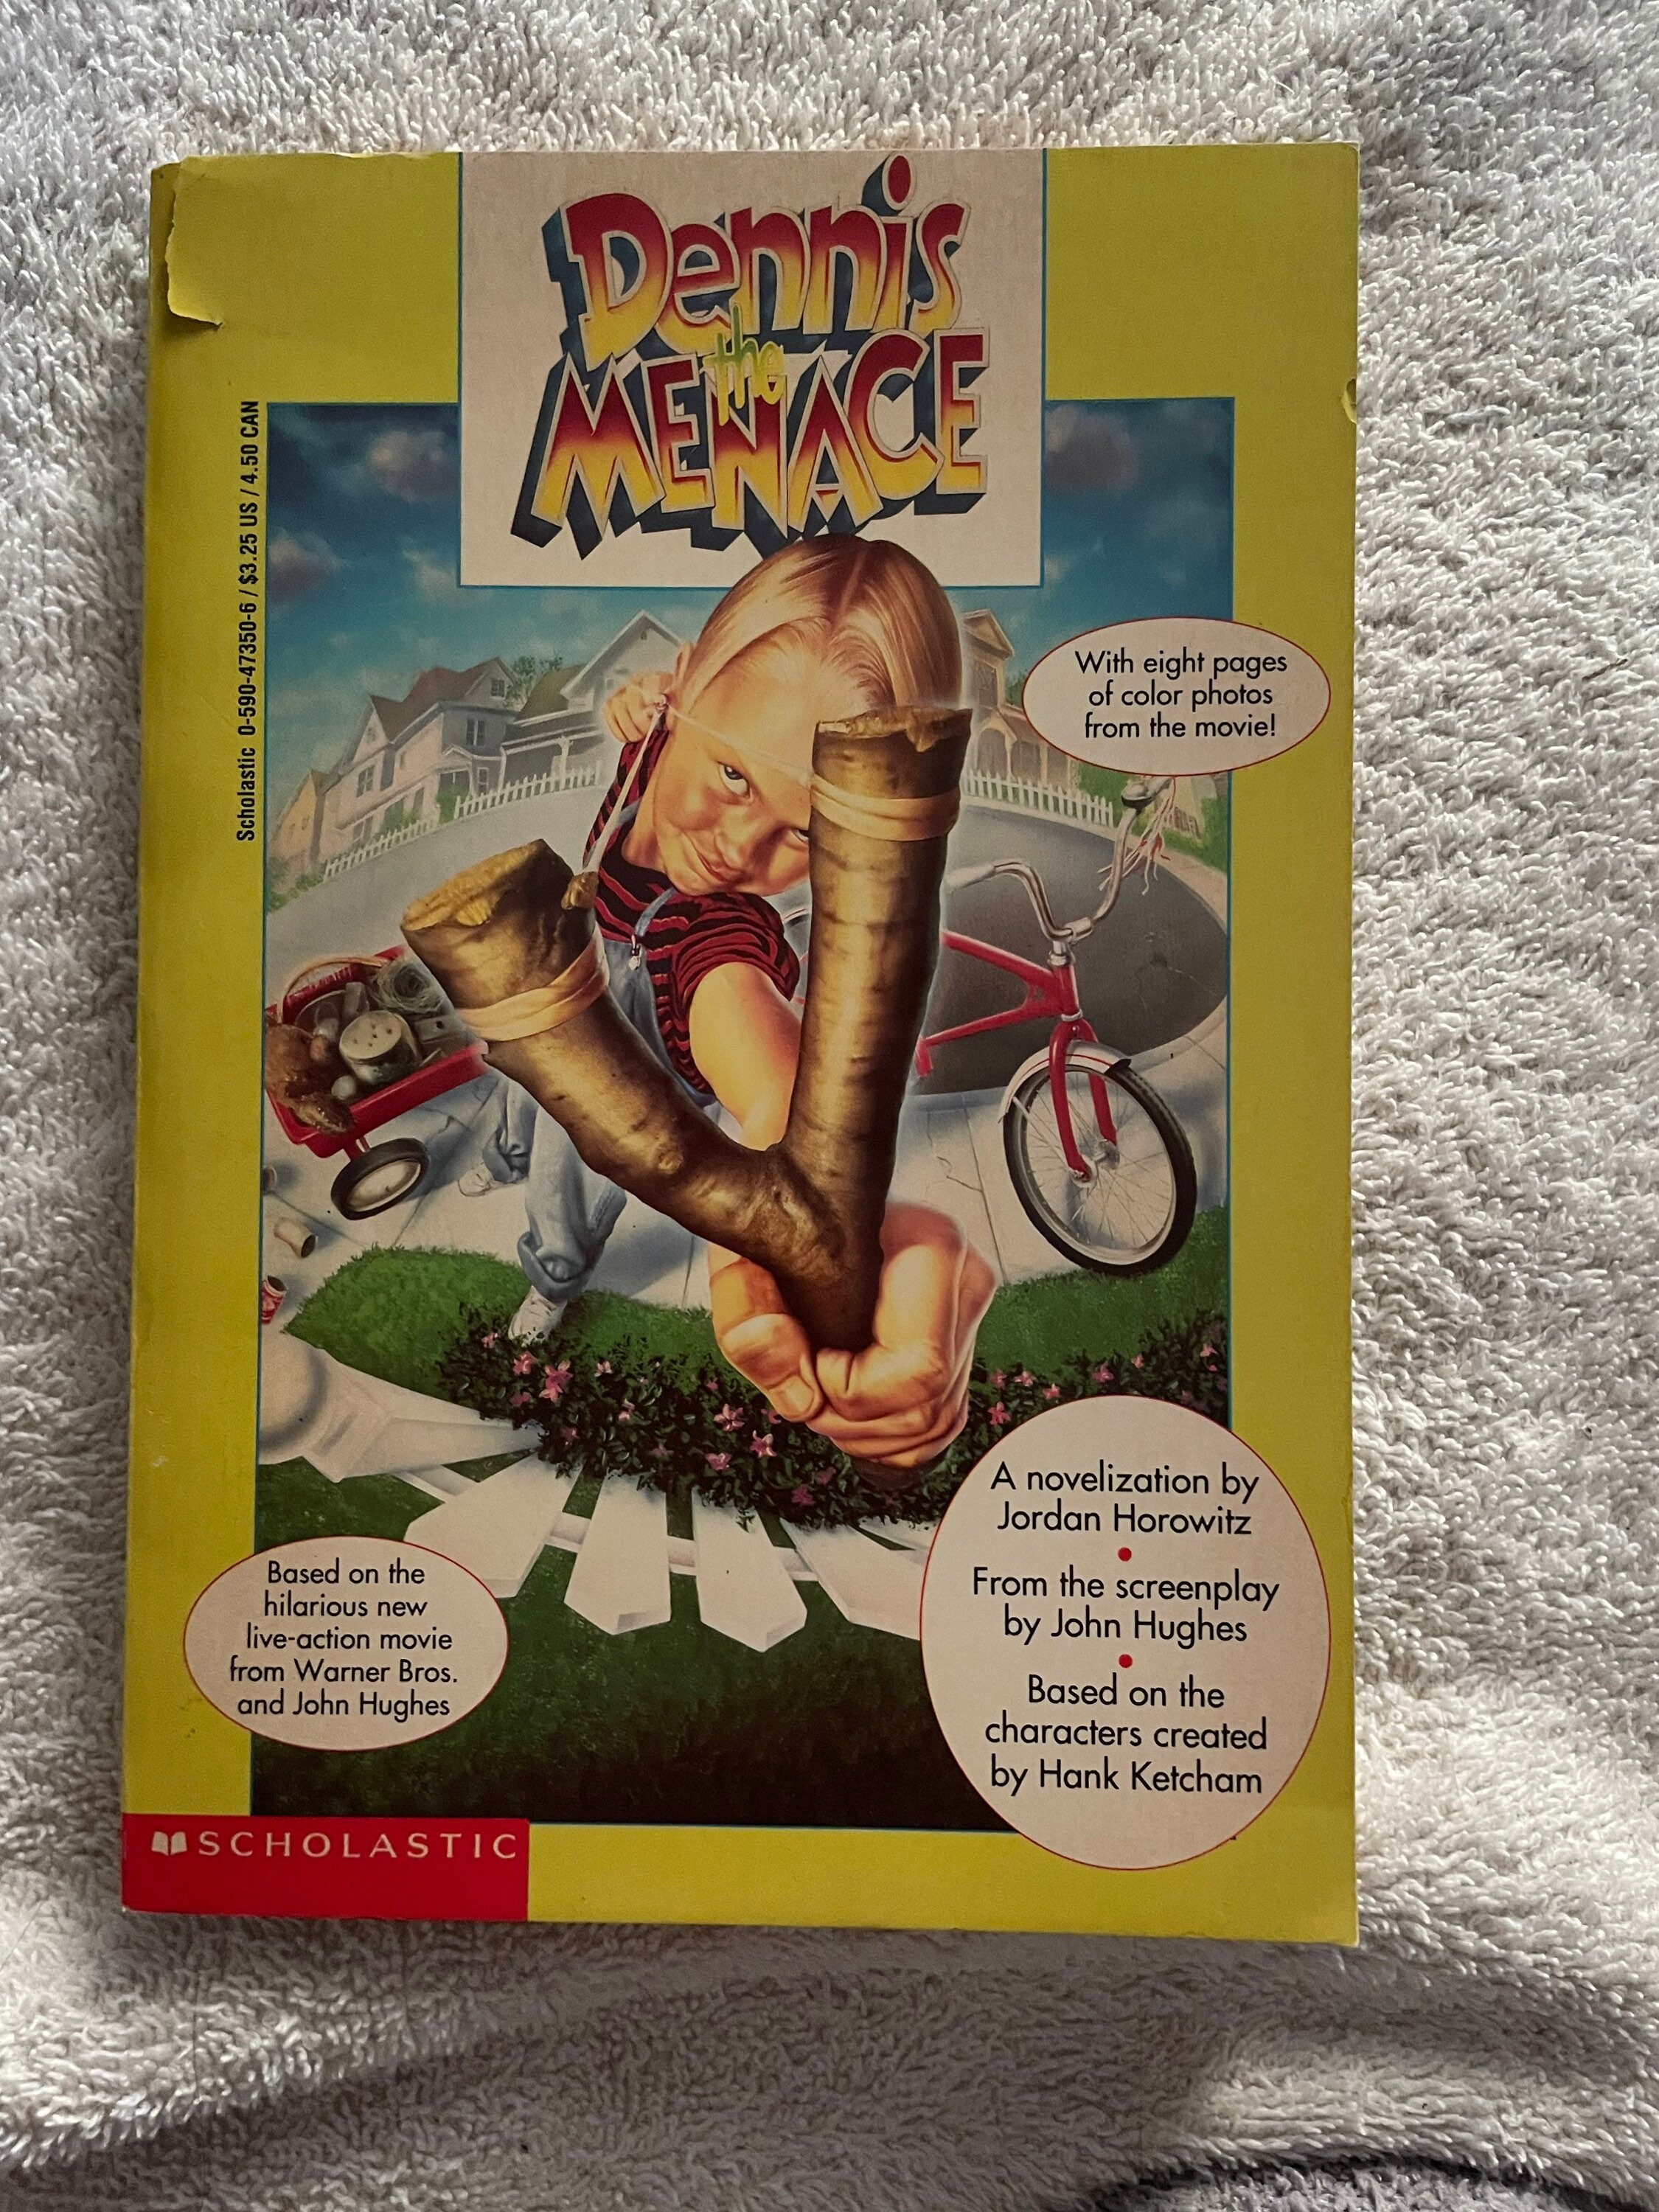 Dennis
the
MENACE
Scholastic 0-590-47350-6 / $3.25 US / 4.50 CAN
With eight pages
of color photos
from the movie!
A novelization by
Jordan Horowitz
•
From the screenplay
by John Hughes
•
Based on the
characters created
by Hank Ketcham
Based on the
hilarious new
live-action movie
from Warner Bros.
and John Hughes
SCHOLASTIC